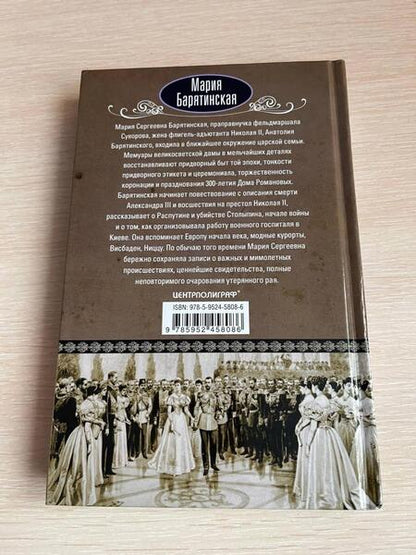 Мария
Барятинская
Мария Сергеевна Барятинская, праправнучка фельдмаршала
Суворова, жена флигель-адъютанта Николая II, Анатолия
Барятинского, входила в ближайшее окружение царской семьи.
Мемуары великосветской дамы в мельчайших деталях
восстанавливают придворный быт той эпохи, тонкости
придворного этикета и церемониала, торжественность
коронации и празднования 300-летия Дома Романовых.
Барятинская начинает повествование с описания смерти
Александра III и восшествия на престол Николая II,
рассказывает о Распутине и убийстве Столыпина, начале войны
и о том, как организовывала работу военного госпиталя в
Киеве. Она вспоминает Европу начала века, модные курорты,
Висбаден, Ниццу. По обычаю того времени Мария Сергеевна
бережно сохраняла записи о важных и мимолетных
происшествиях, ценнейшие свидетельства, полные
неповторимого очарования утерянного рая.
ЦЕНТРПОЛИГРАФ
ISBN: 978-5-9524-5808-6
9 785952 458086